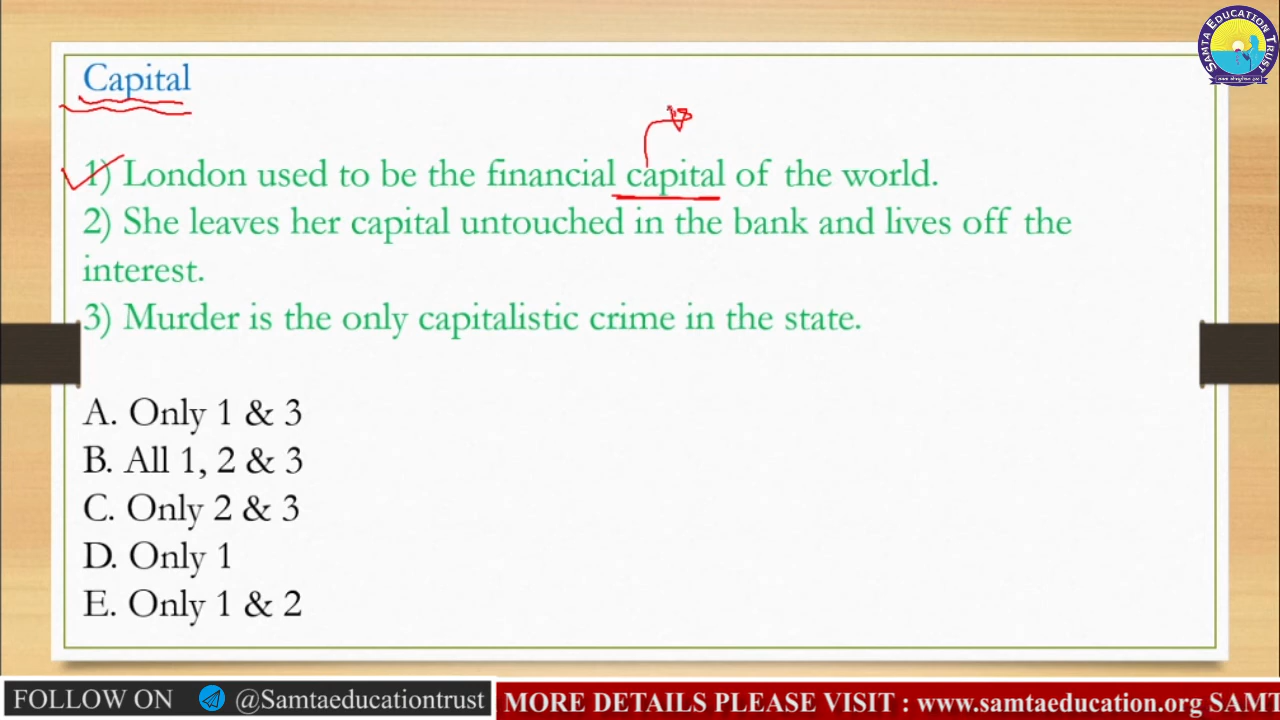 SAMTA EDUCATION TRUST
Capital
1) London used to be the financial capital of the world.
2) She leaves her capital untouched in the bank and lives off the
interest.
3) Murder is the only capitalistic crime in the state.
A. Only 1 & 3
B. All 1, 2 & 3
C. Only 2 & 3
D. Only 1
E. Only 1 & 2
FOLLOW ON @Samtaeducationtrust
MORE DETAILS PLEASE VISIT : www.samtaeducation.org SAMT